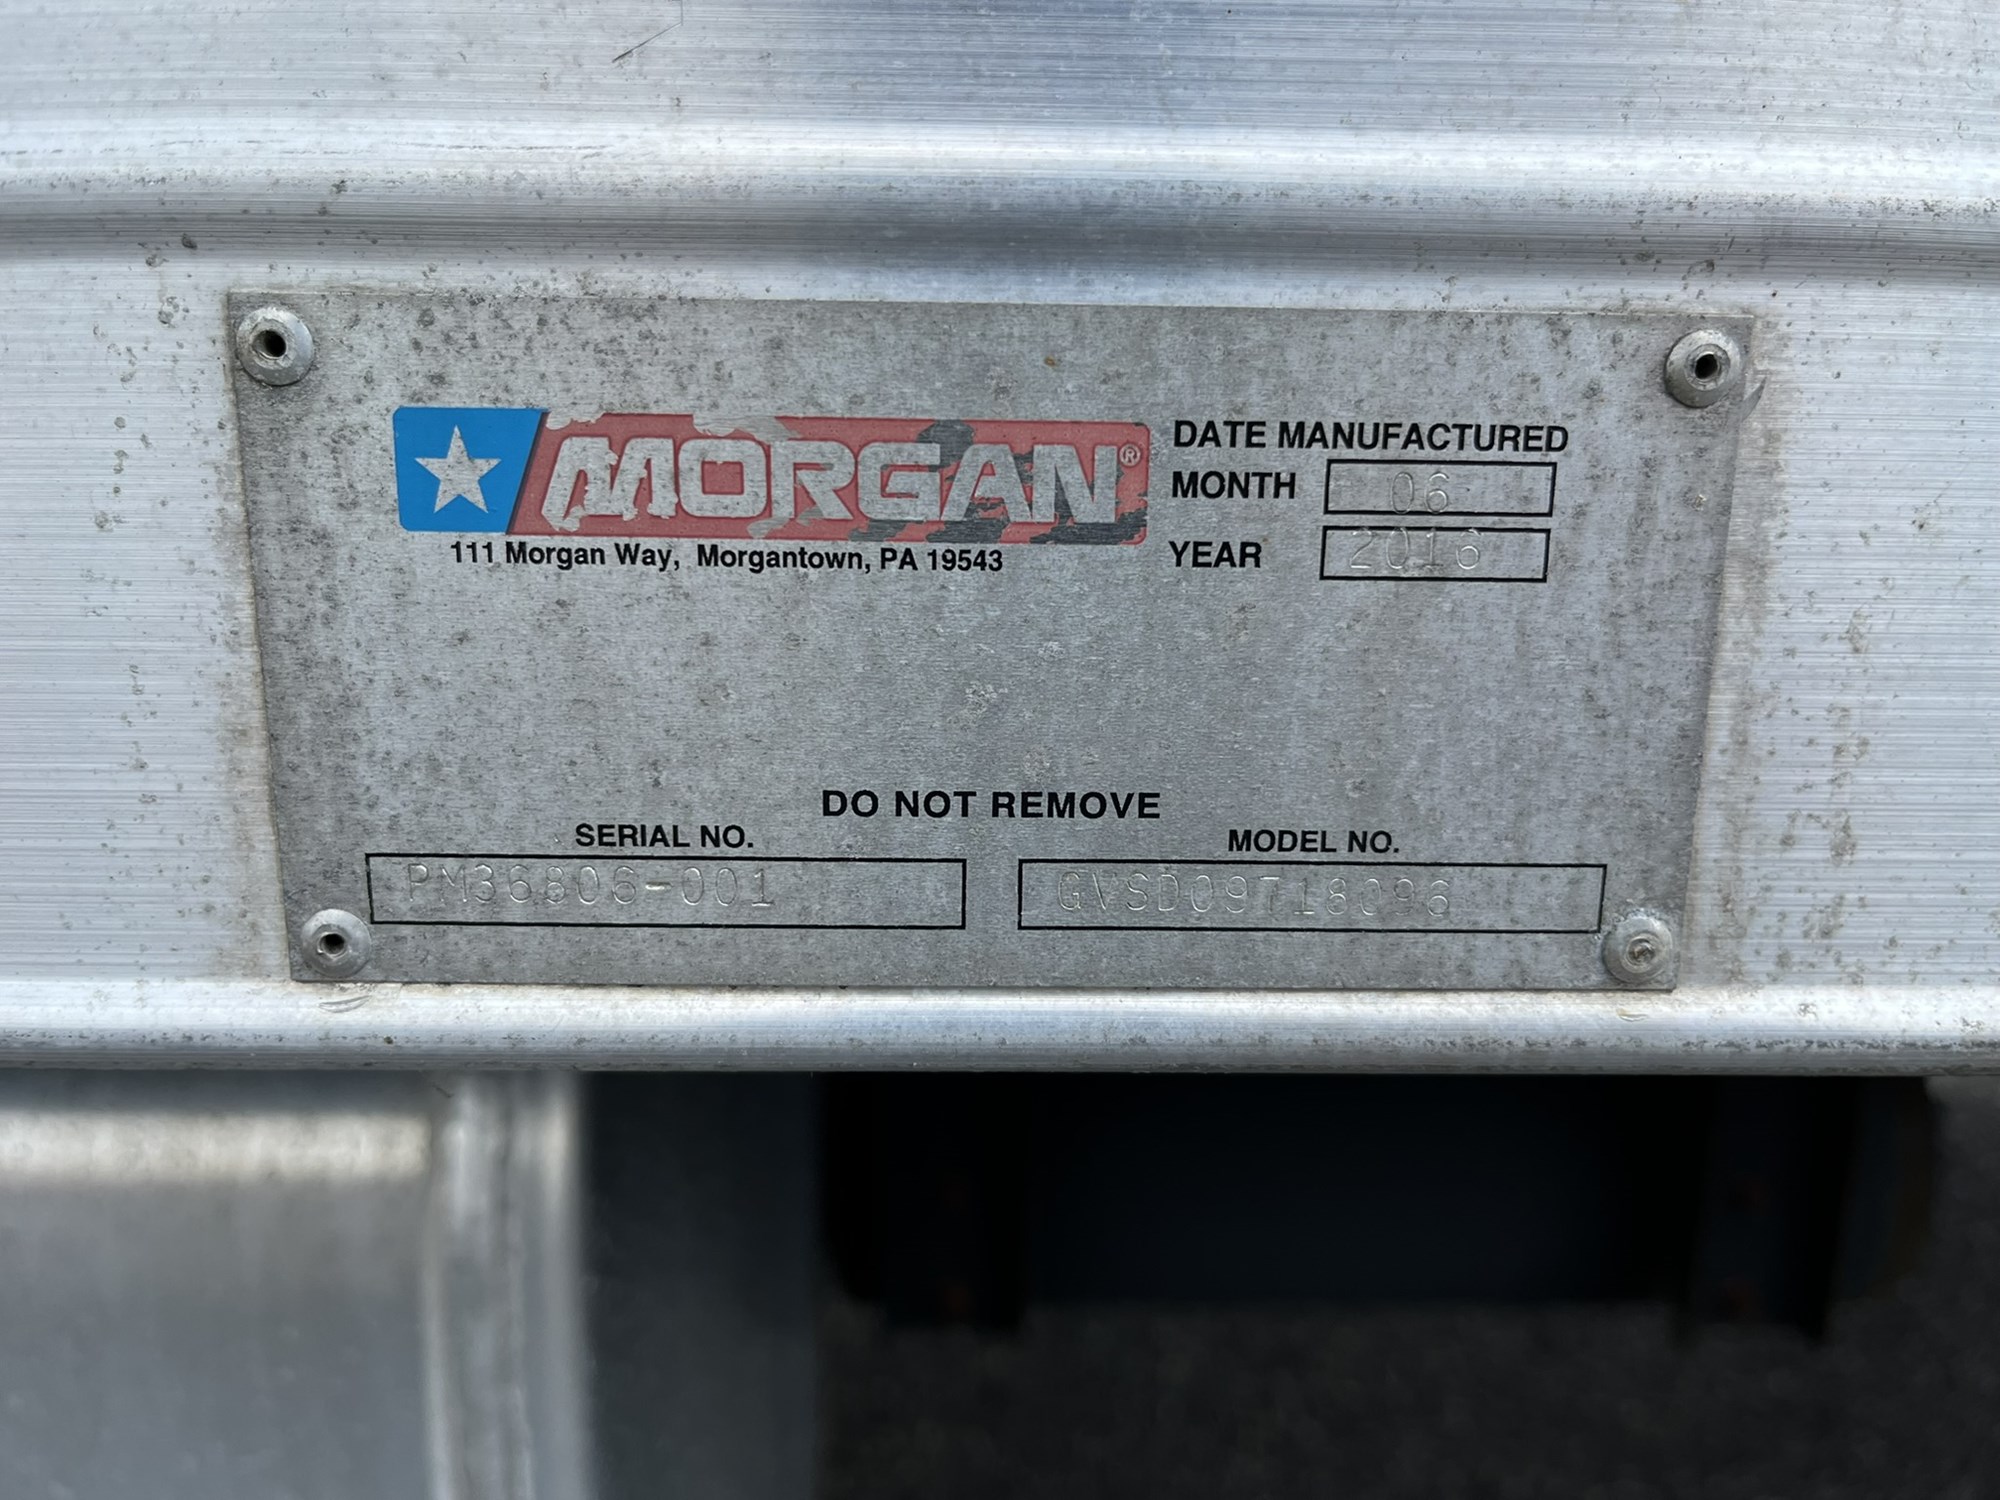 MORGAN®
111 Morgan Way, Morgantown, PA 19543
DATE MANUFACTURED
MONTH 06
YEAR 2016
DO NOT REMOVE
SERIAL NO.
PM36806-001
MODEL NO.
GVSD09718096